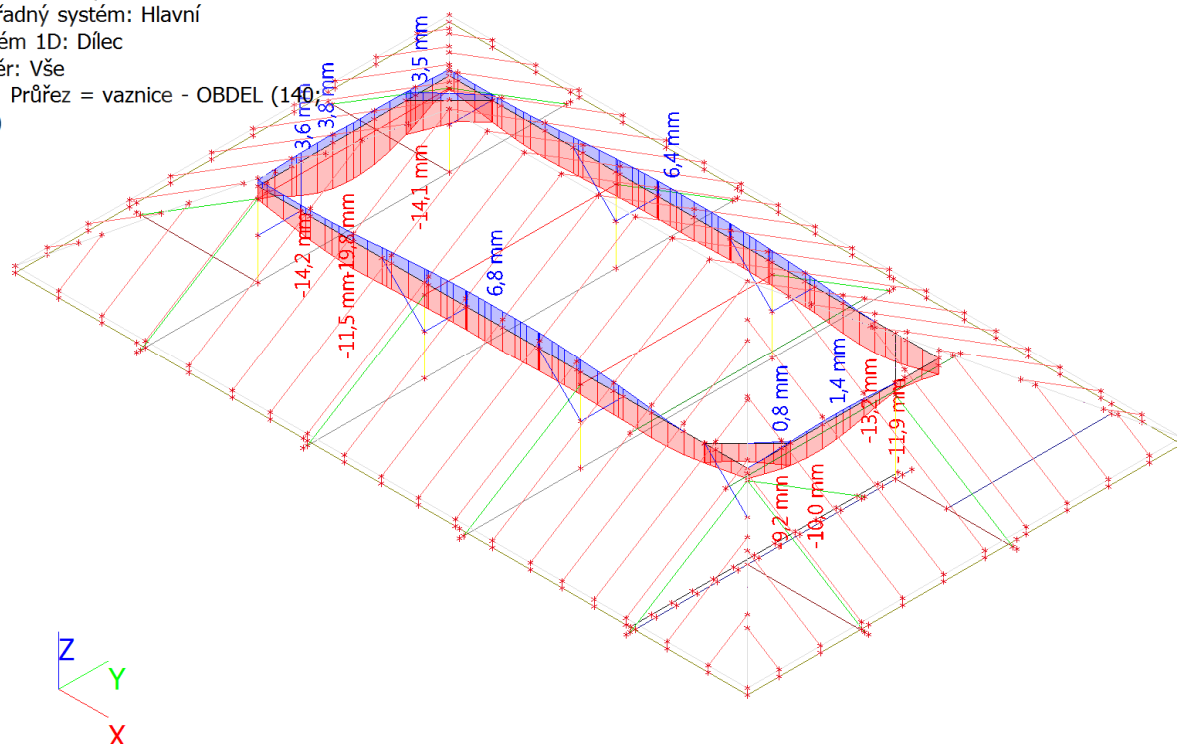 řadný systém: Hlavní
ém 1D: Dílec
ěr: Vše
Průřez = vaznice - OBDEL (140;
)
3,5 mm
3,6 mm
3,8 mm
6,4 mm
-14,1 mm
-14,2 mm
-19,8 mm
-11,5 mm
6,8 mm
1,4 mm
0,8 mm
-11,9 mm
-9,2 mm
-10,0 mm
Z
Y
X